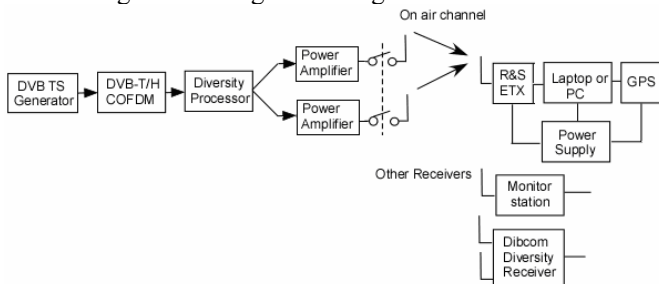 On air channel
Power
Amplifier
DVB TS
Generator
DVB-T/H
COFDM
Diversity
Processor
Power
Amplifier
R&S
ETX
Laptop or
PC
GPS
Power
Supply
Other Receivers
Monitor
station
Dibcom
Diversity
Receiver